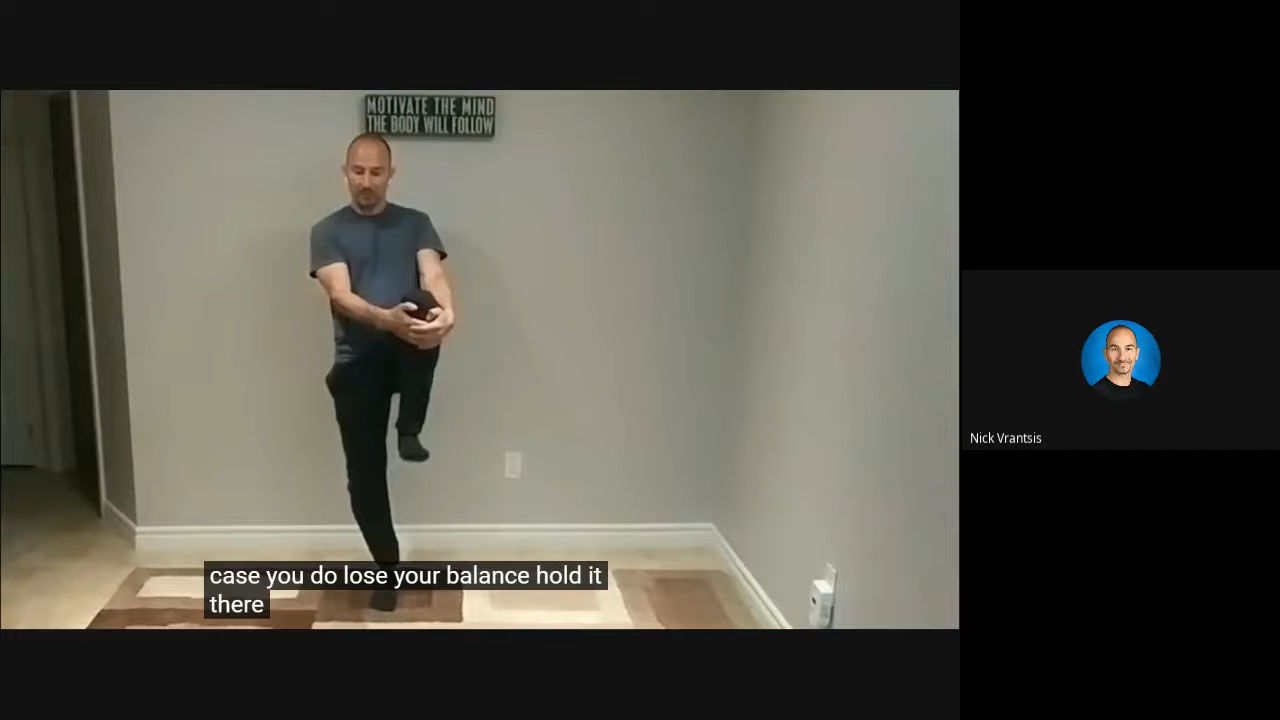 MOTIVATE THE MIND
THE BODY WILL FOLLOW
Nick Vrantsis
case you do lose your balance hold it
there